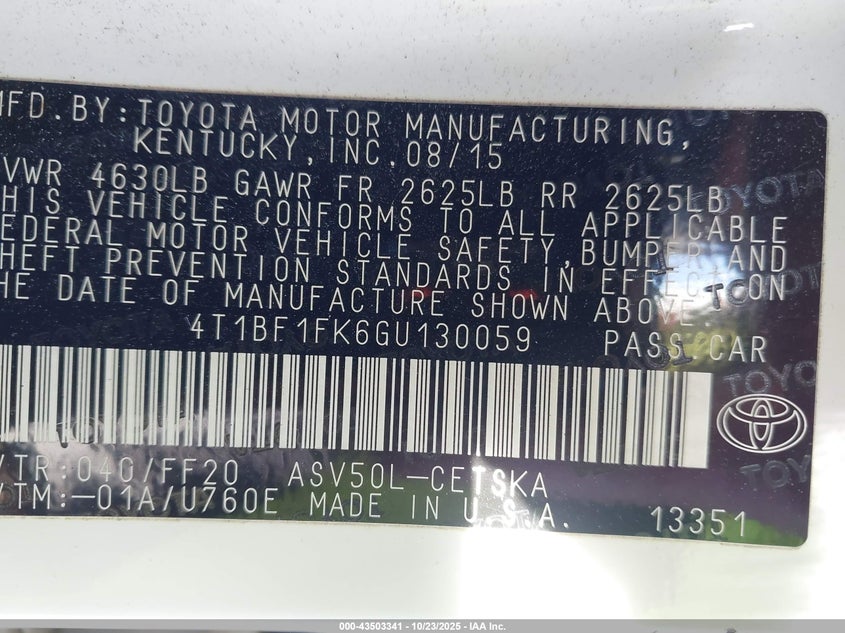 MFD. BY: TOYOTA MOTOR MANUFACTURING,
KENTUCKY, INC. 08/15
VWR 4630LB GAWR FR 2625LB RR 2625LB
HIS VEHICLE CONFORMS TO ALL APPLICABLE
EDERAL MOTOR VEHICLE SAFETY, BUMPER AND
HEFT PREVENTION STANDARDS IN EFFECT ON
HE DATE OF MANUFACTURE SHOWN ABOVE.
4T1BF1FK6GU130059 PASS CAR
/TR: 040/FF20 ASV50L-CETSKA
/TM: -01A/U760E MADE IN U.S.A. 13351
TOYOTA
000-43503341 - 10/23/2025 - IAA Inc.